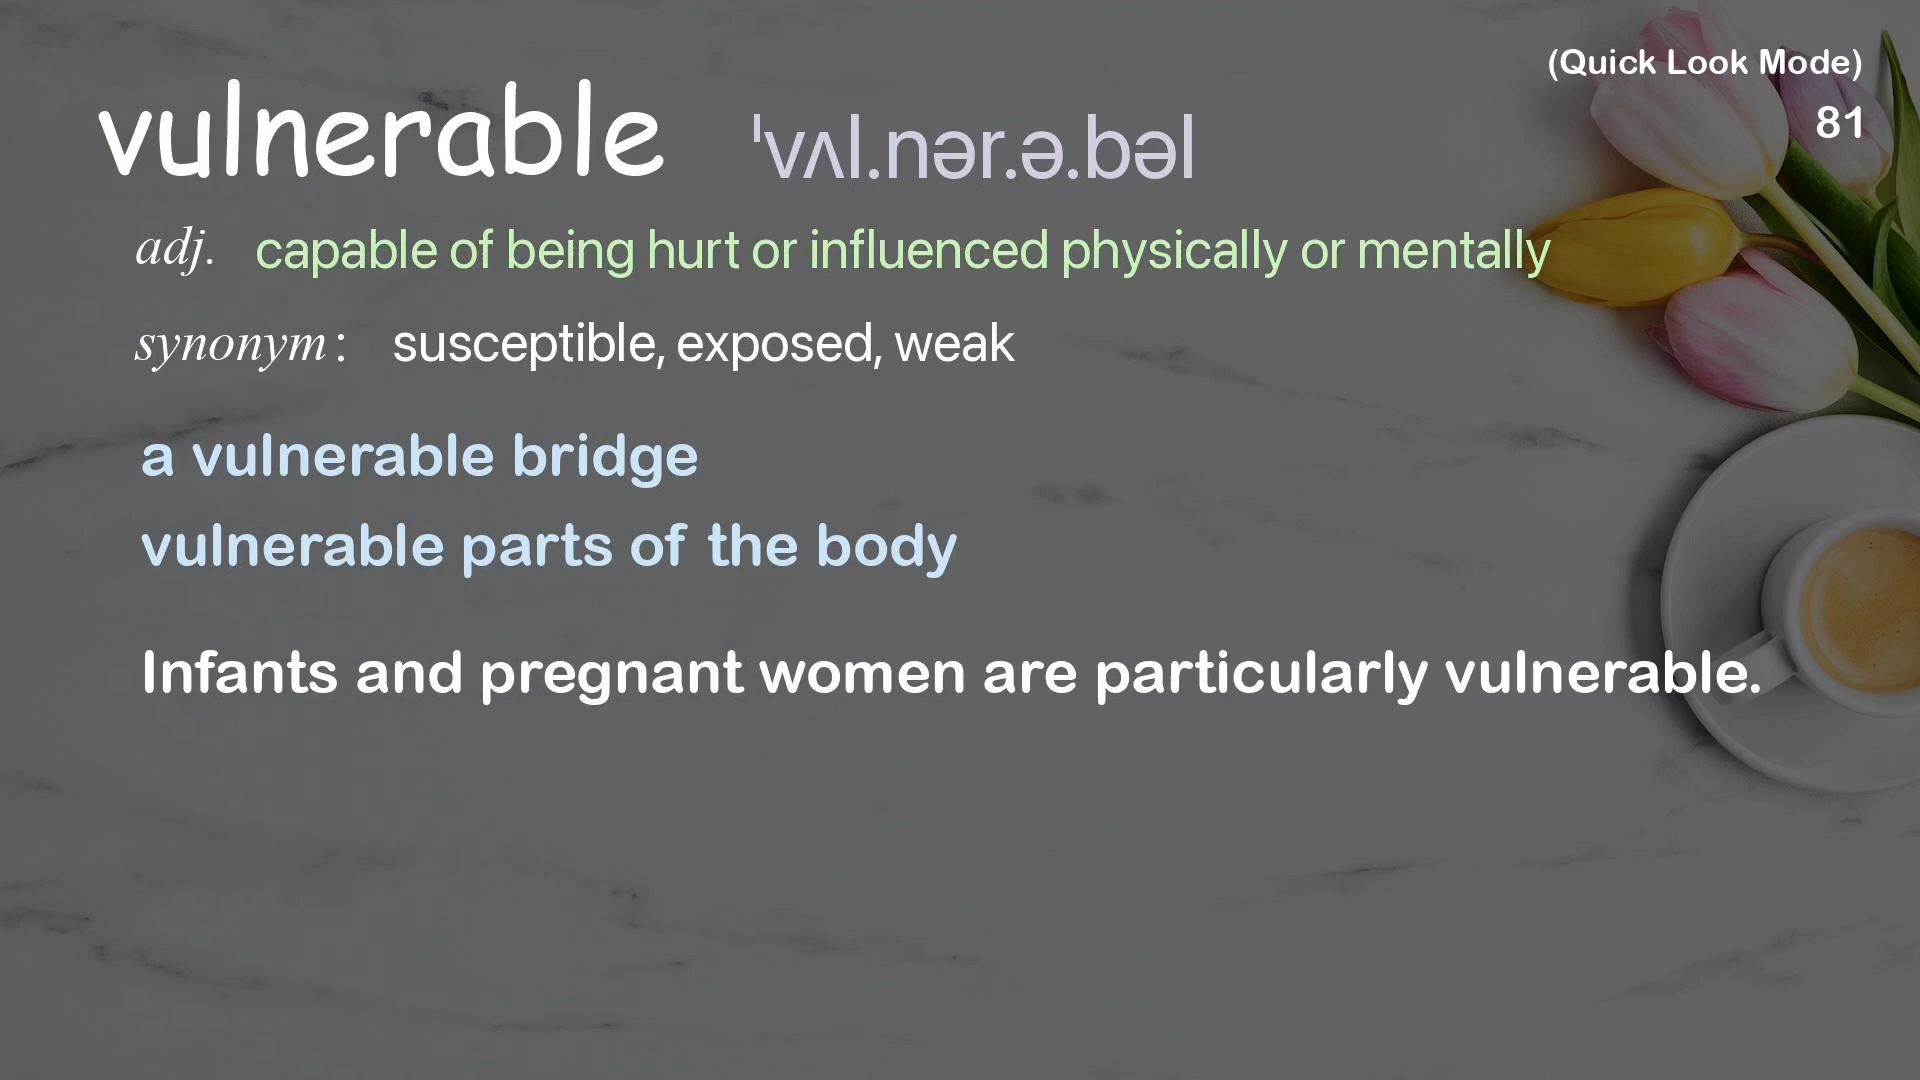 (Quick Look Mode)
81
vulnerable ˈvʌl.nər.ə.bəl
adj. capable of being hurt or influenced physically or mentally
synonym : susceptible, exposed, weak
a vulnerable bridge
vulnerable parts of the body
Infants and pregnant women are particularly vulnerable.